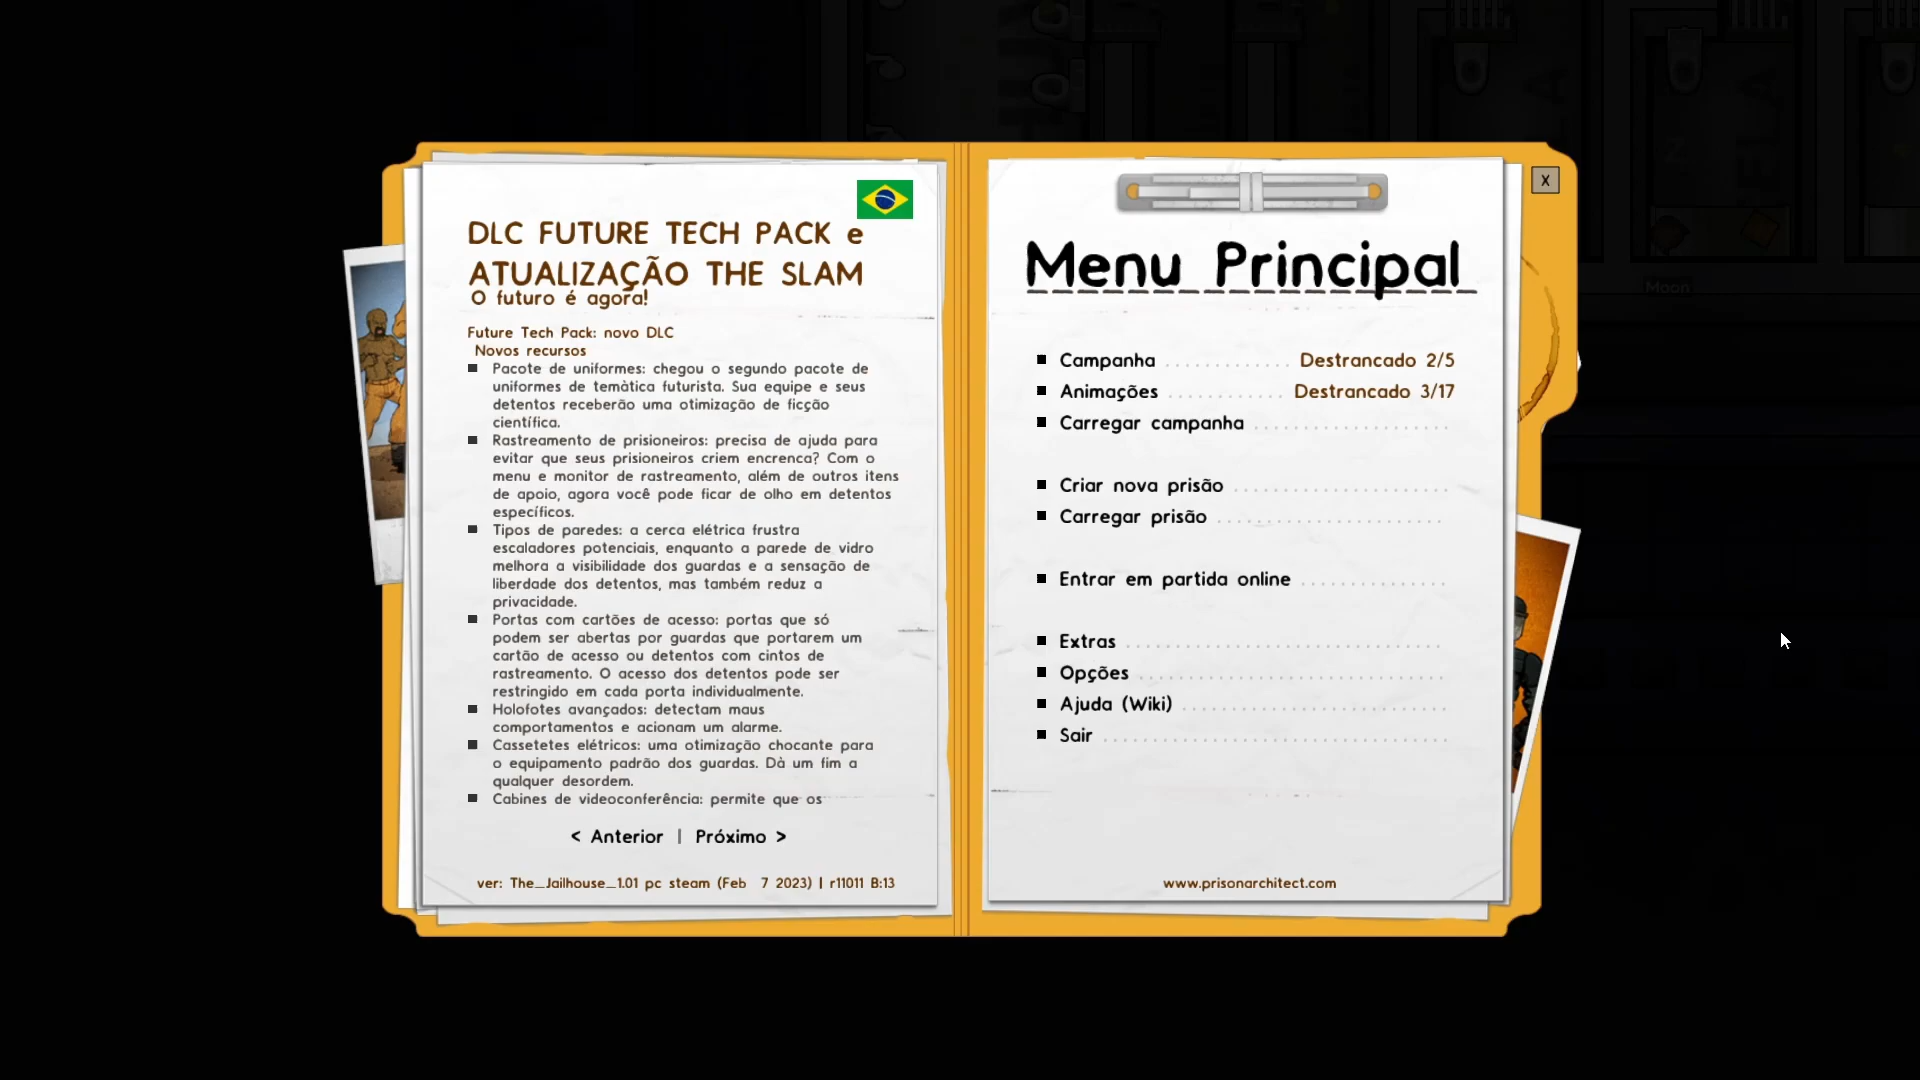 DLC FUTURE TECH PACK e
ATUALIZAÇÃO THE SLAM
O futuro é agora!
Future Tech Pack: novo DLC
Novos recursos
Pacote de uniformes: chegou o segundo pacote de
uniformes de temàtica futurista. Sua equipe e seus
detentos receberão uma otimização de ficção
científica.
Rastreamento de prisioneiros: precisa de ajuda para
evitar que seus prisioneiros criem encrenca? Com o
menu e monitor de rastreamento, além de outros itens
de apoio, agora você pode ficar de olho em detentos
específicos.
Tipos de paredes: a cerca elétrica frustra
escaladores potenciais, enquanto a parede de vidro
melhora a visibilidade dos guardas e a sensação de
liberdade dos detentos, mas também reduz a
privacidade.
Portas com cartões de acesso: portas que só
podem ser abertas por guardas que portarem um
cartão de acesso ou detentos com cintos de
rastreamento. O acesso dos detentos pode ser
restringido em cada porta individualmente.
Holofotes avançados: detectam maus
comportamentos e acionam um alarme.
Cassetetes elétricos: uma otimização chocante para
o equipamento padrão dos guardas. Dà um fim a
qualquer desordem.
Cabines de videoconferência: permite que os
< Anterior | Próximo >
ver: The_Jailhouse_1.01 pc steam (Feb 7 2023) | r11011 B:13
X
Menu Principal
Campanha ............. Destrancado 2/5
Animações ............ Destrancado 3/17
Carregar campanha
Criar nova prisão
Carregar prisão
Entrar em partida online
Extras
Opções
Ajuda (Wiki)
Sair
www.prisonarchitect.com
Moon